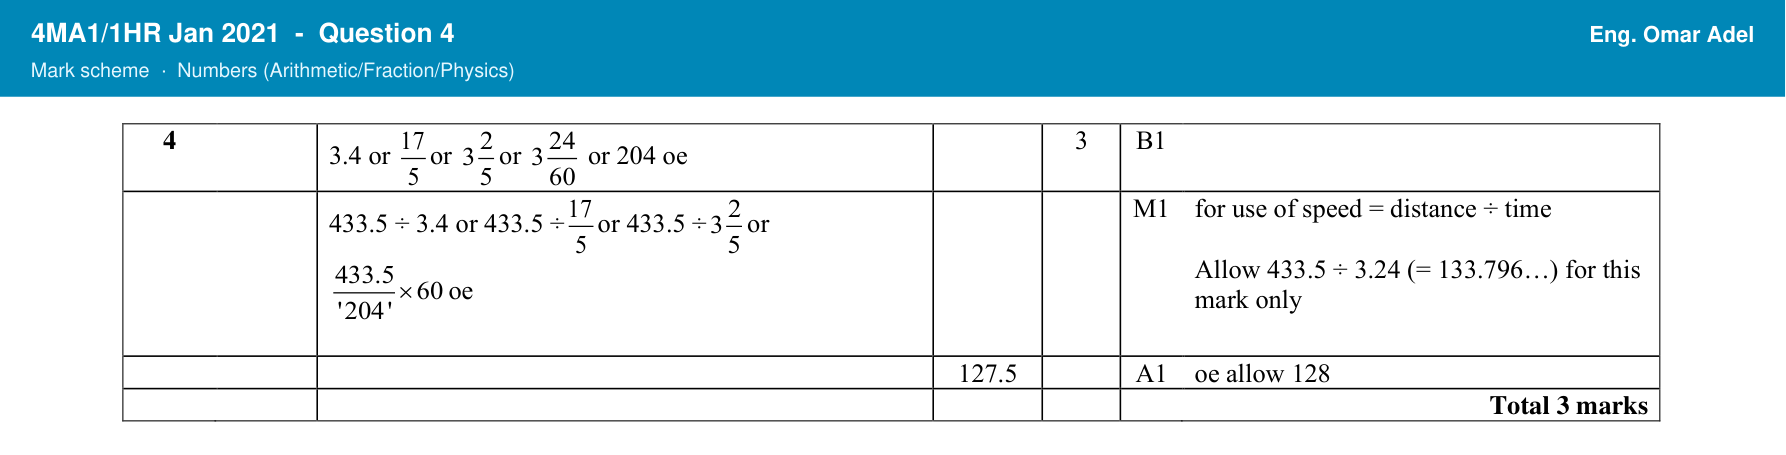 4MA1/1HR Jan 2021 - Question 4
Eng. Omar Adel
Mark scheme · Numbers (Arithmetic/Fraction/Physics)
4
3.4 or 17/5 or 3 2/5 or 3 24/60 or 204 oe
3
B1
433.5 ÷ 3.4 or 433.5 ÷ 17/5 or 433.5 ÷ 3 2/5 or
433.5/'204' × 60 oe
M1 for use of speed = distance ÷ time
Allow 433.5 ÷ 3.24 (= 133.796…) for this
mark only
127.5
A1 oe allow 128
Total 3 marks